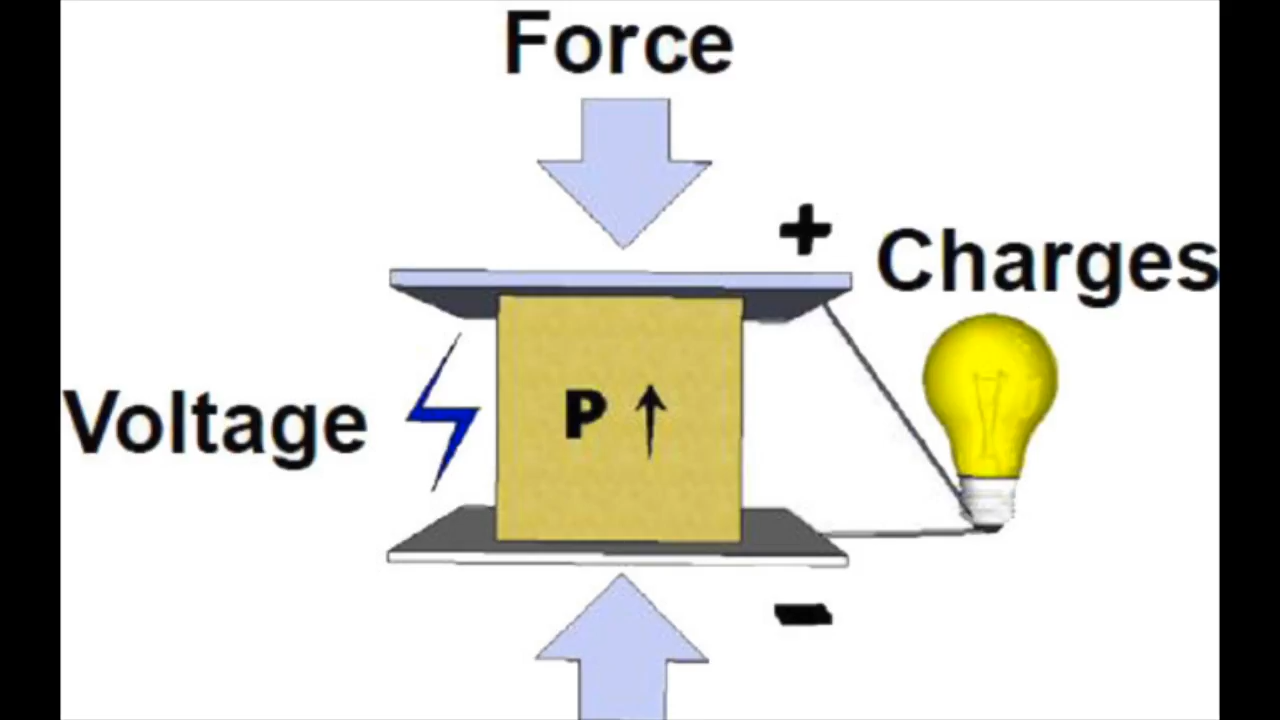 Force
+
Charges
Voltage
P ↑
-